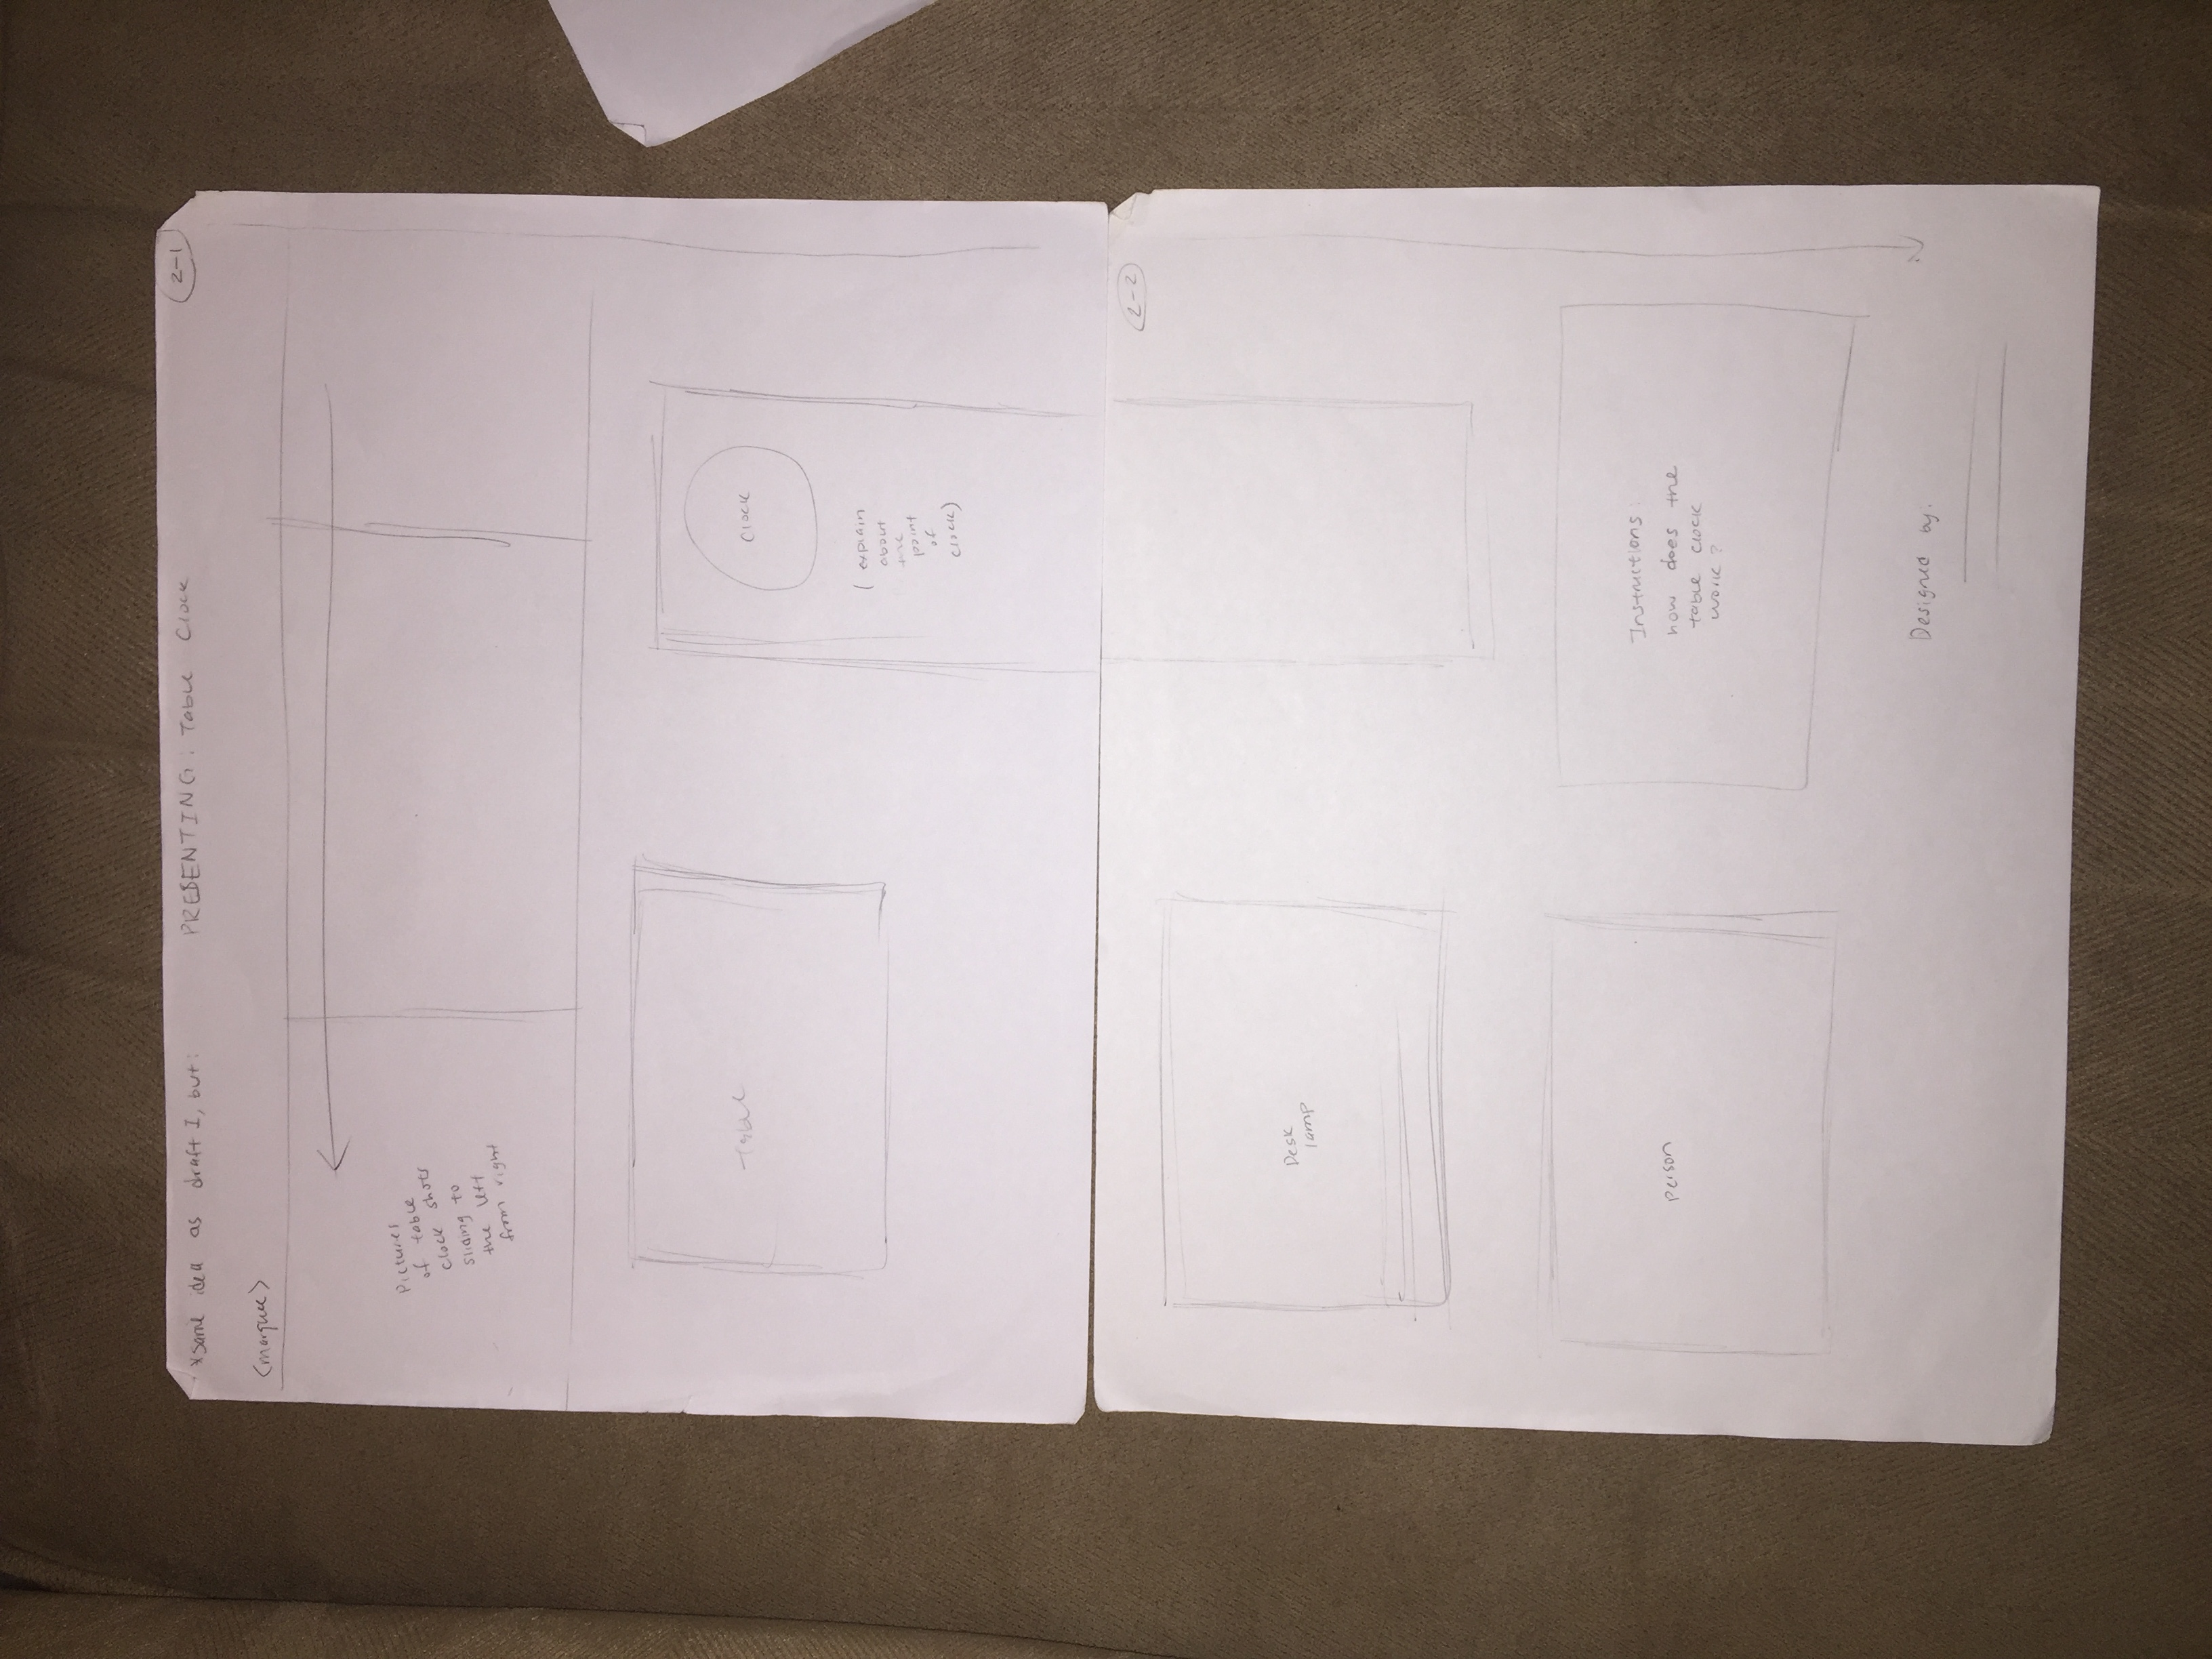 *same idea as draft I, but:
PRESENTING: Table Clock
2-1
<marquee>
Pictures
of table
clock shots
sliding to
the left
from right
Table
Clock
(explain
about
the
point
of
clock)
2-2
Desk
lamp
Person
Instructions:
how does the
table clock
work?
Designed by: